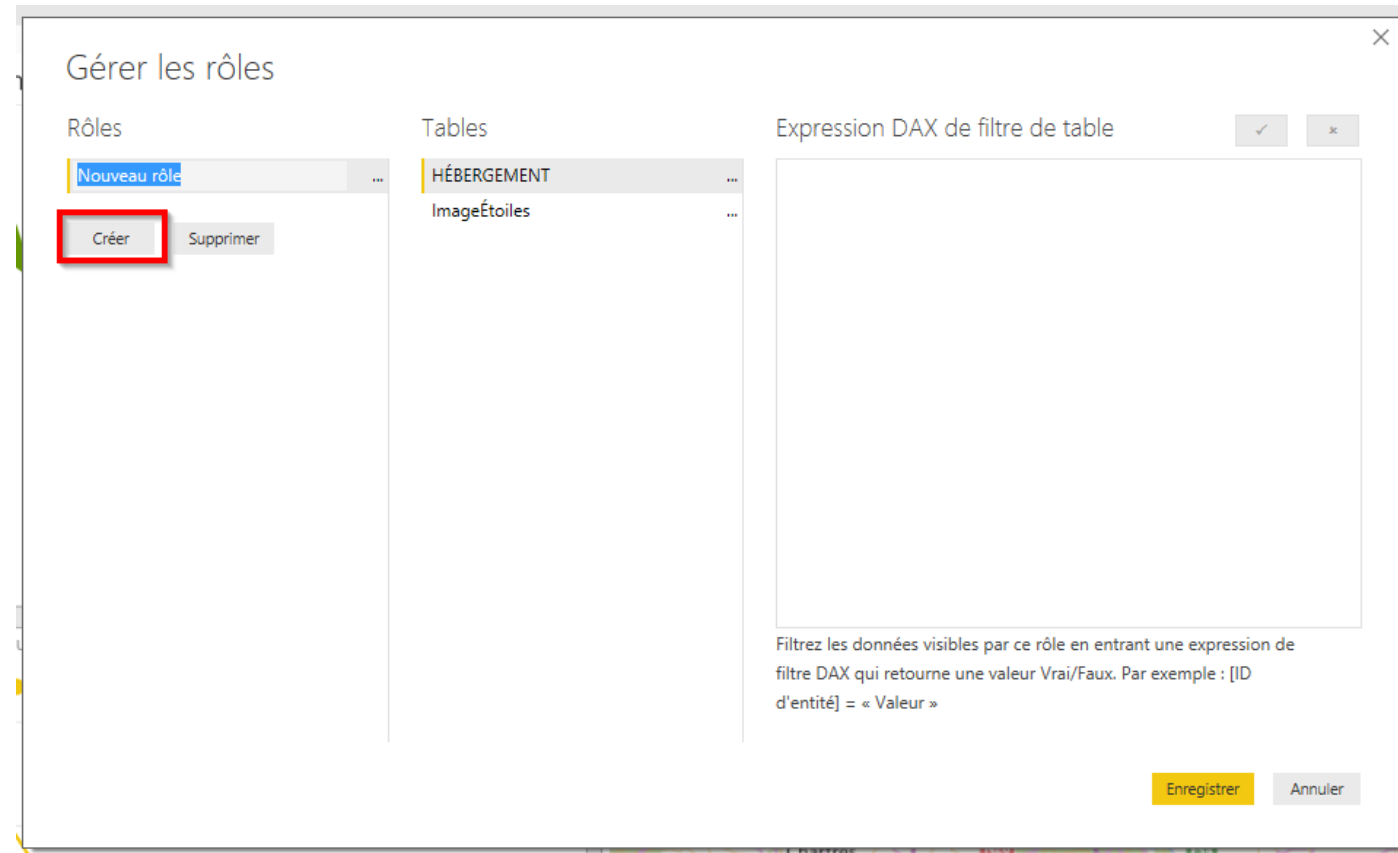 Gérer les rôles
Rôles
Tables
Expression DAX de filtre de table
Nouveau rôle
...
HÉBERGEMENT
...
ImageÉtoiles
...
Créer
Supprimer
Filtrez les données visibles par ce rôle en entrant une expression de
filtre DAX qui retourne une valeur Vrai/Faux. Par exemple : [ID
d'entité] = « Valeur »
Enregistrer
Annuler